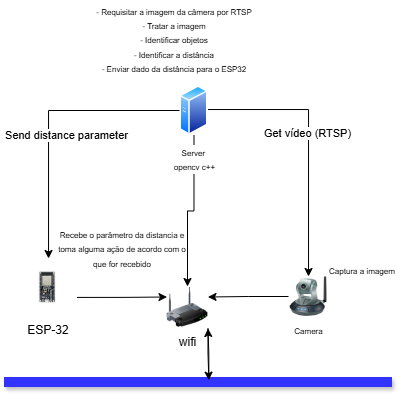 - Requisitar a imagem da câmera por RTSP
- Tratar a imagem
- Identificar objetos
- Identificar a distância
- Enviar dado da distância para o ESP32
Send distance parameter
Get vídeo (RTSP)
Server
opencv c++
Recebe o parâmetro da distancia e
toma alguma ação de acordo com o
que for recebido
Captura a imagem
ESP-32
wifi
Camera